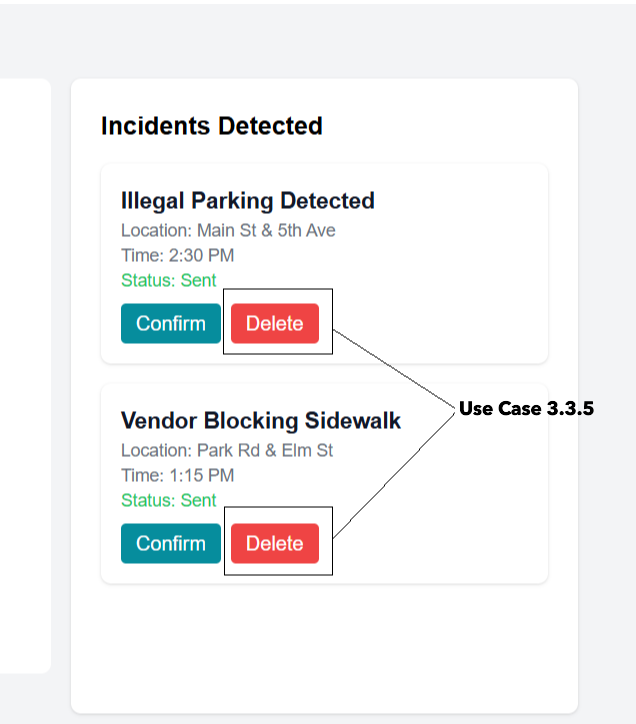 Incidents Detected
Illegal Parking Detected
Location: Main St & 5th Ave
Time: 2:30 PM
Status: Sent
Confirm Delete
Use Case 3.3.5
Vendor Blocking Sidewalk
Location: Park Rd & Elm St
Time: 1:15 PM
Status: Sent
Confirm Delete